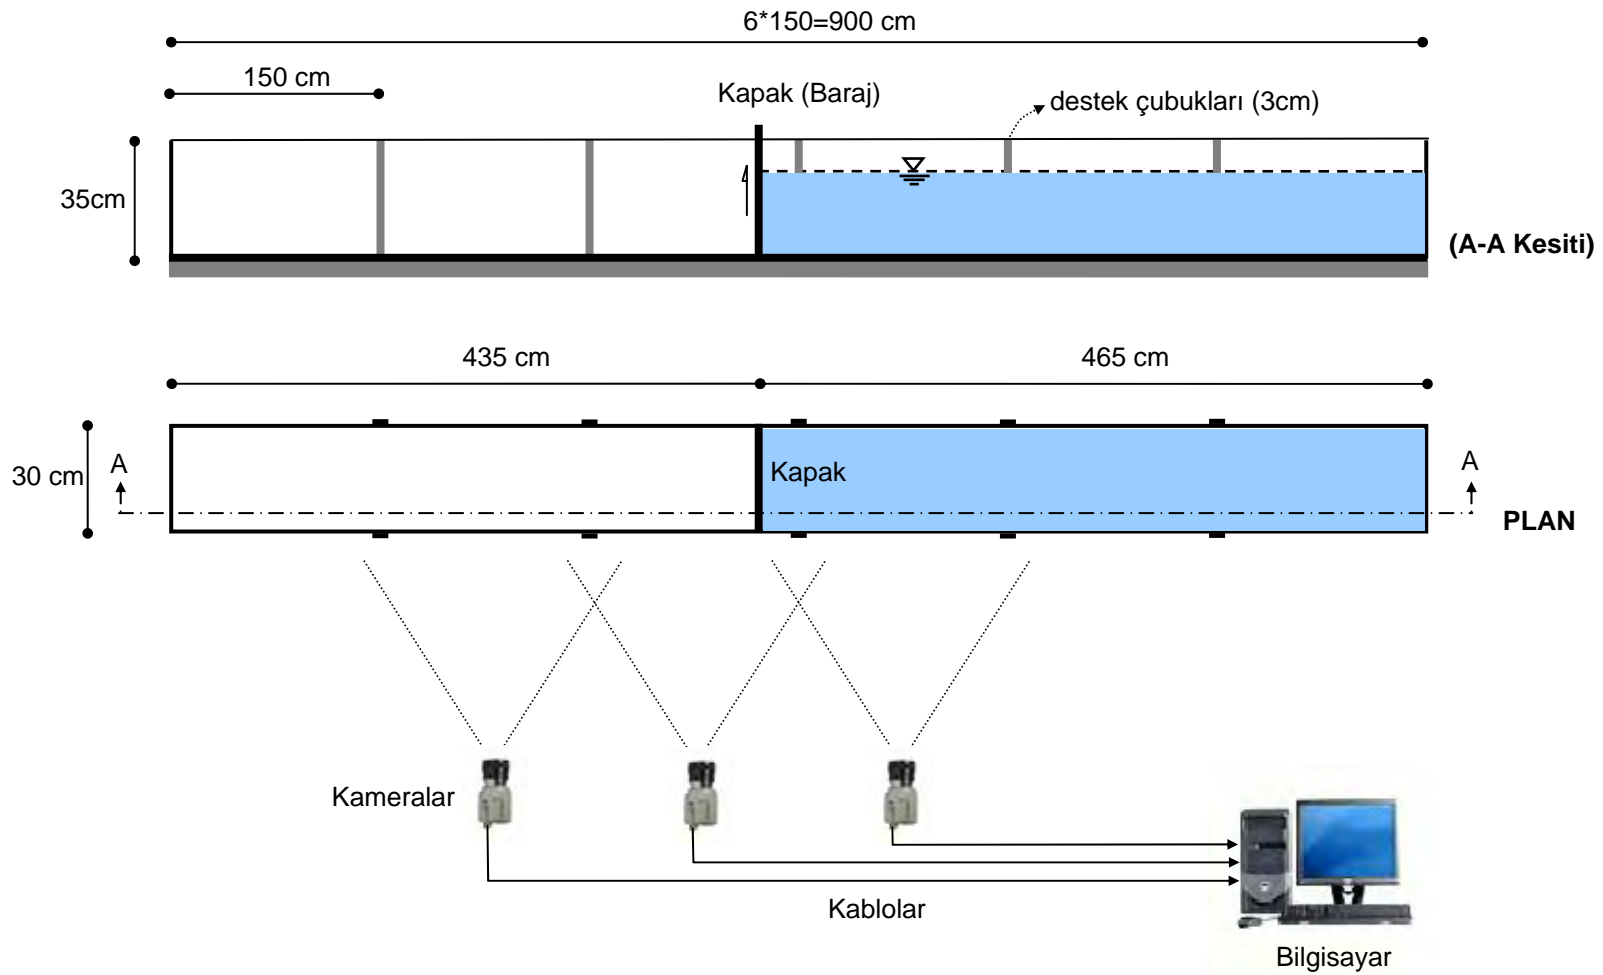 6*150=900 cm
150 cm
Kapak (Baraj)
destek çubukları (3cm)
35cm
(A-A Kesiti)
435 cm
465 cm
30 cm
A
Kapak
A
PLAN
Kameralar
Kablolar
Bilgisayar